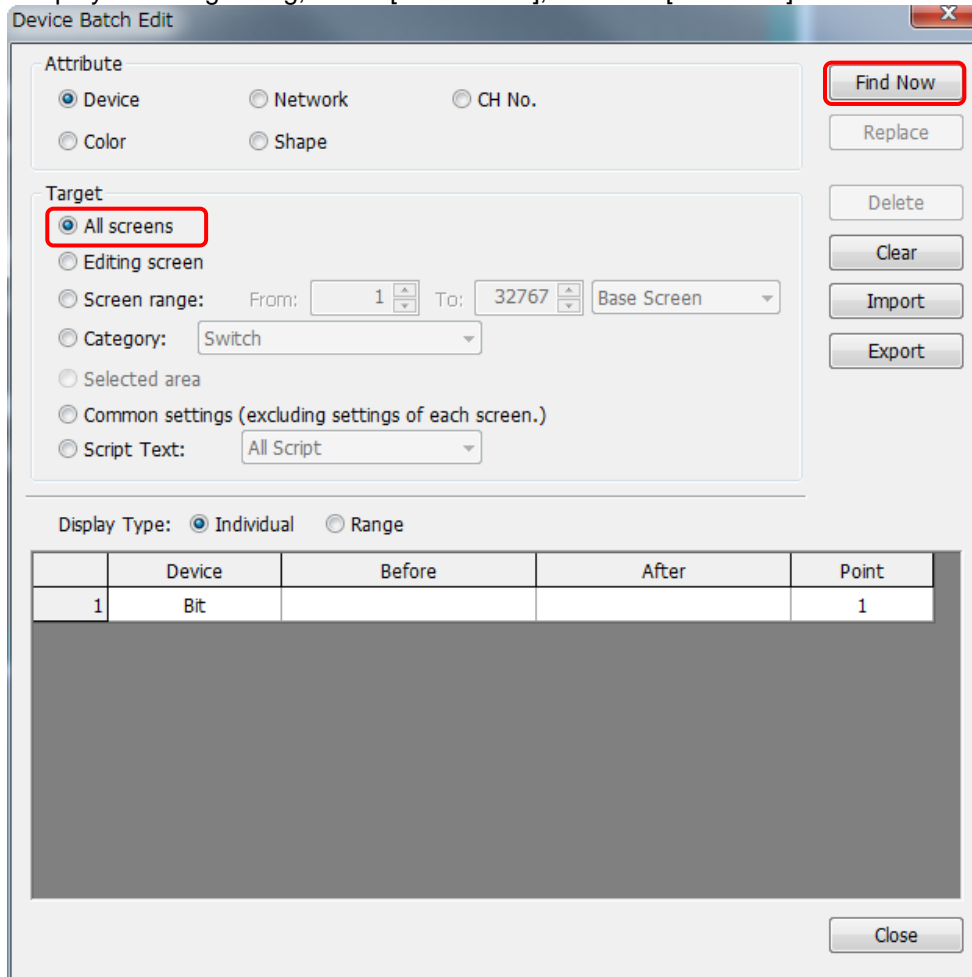 Device Batch Edit
Attribute
Device Network CH No.
Color Shape
Find Now
Replace
Target
All screens
Editing screen
Screen range: From: 1 To: 32767 Base Screen
Category: Switch
Selected area
Common settings (excluding settings of each screen.)
Script Text: All Script
Delete
Clear
Import
Export
Display Type: Individual Range
Device Before After Point
1 Bit 1
Close